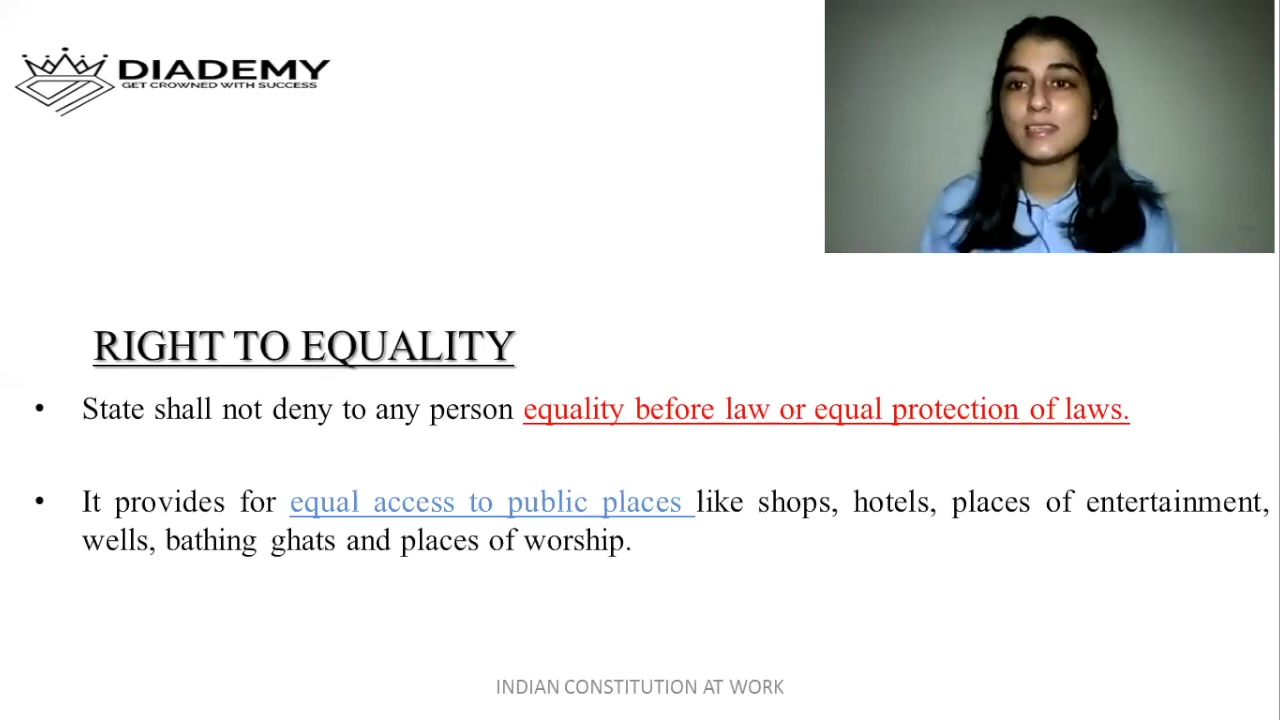 DIADEMY
GET CROWNED WITH SUCCESS
RIGHT TO EQUALITY
• State shall not deny to any person equality before law or equal protection of laws.
• It provides for equal access to public places like shops, hotels, places of entertainment,
wells, bathing ghats and places of worship.
INDIAN CONSTITUTION AT WORK